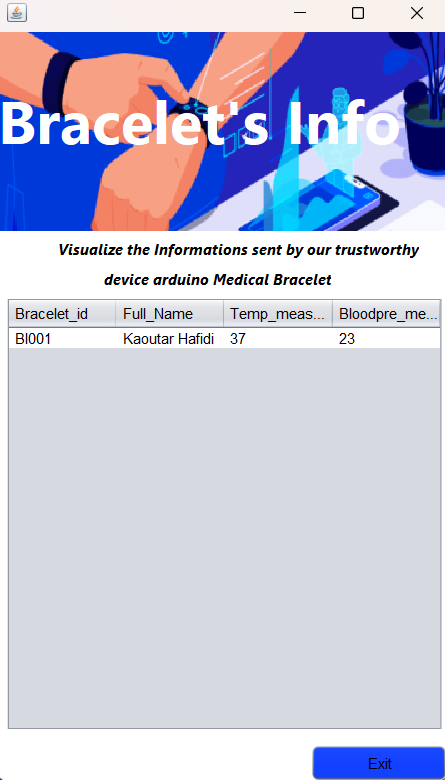 Bracelet's Info
Visualize the Informations sent by our trustworthy
device arduino Medical Bracelet
Bracelet_id Full_Name Temp_meas... Bloodpre_me...
Bl001 Kaoutar Hafidi 37 23
Exit